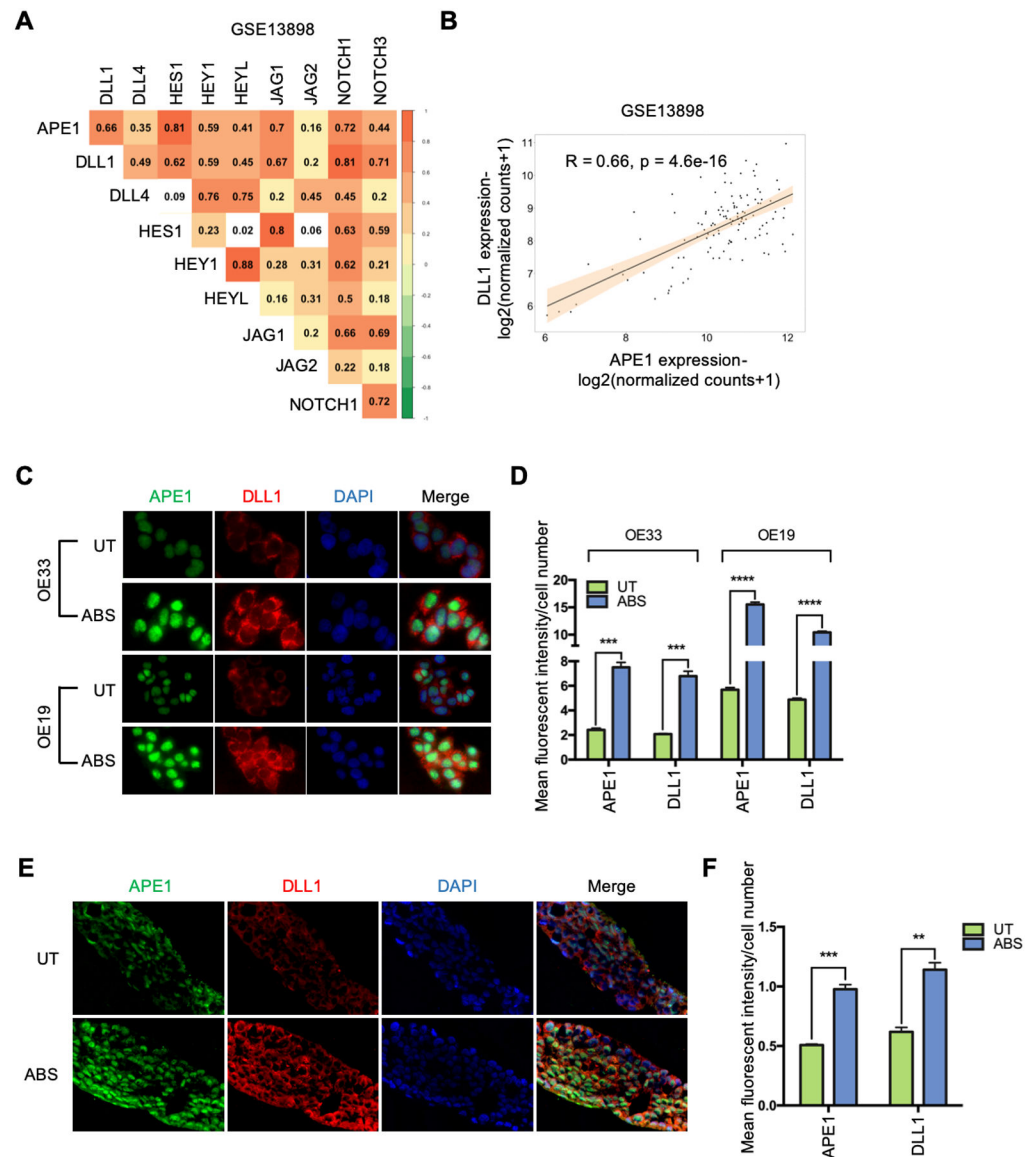 A
GSE13898
DLL1 DLL4 HES1 HEY1 HEYL JAG1 JAG2 NOTCH1 NOTCH3
APE1 0.66 0.35 0.81 0.59 0.41 0.7 0.16 0.72 0.44
DLL1 0.49 0.62 0.59 0.45 0.67 0.2 0.81 0.71
DLL4 0.09 0.76 0.75 0.2 0.45 0.45 0.2
HES1 0.23 0.02 0.8 0.06 0.63 0.59
HEY1 0.88 0.28 0.31 0.62 0.21
HEYL 0.16 0.31 0.5 0.18
JAG1 0.2 0.66 0.69
JAG2 0.22 0.18
NOTCH1 0.72
1
0.8
0.6
0.4
0.2
0
-0.2
-0.4
-0.6
-0.8
-1
B
GSE13898
R = 0.66, p = 4.6e-16
DLL1 expression-
log2(normalized counts+1)
11
10
9
8
7
6
6 8 10 12
APE1 expression-
log2(normalized counts+1)
C
APE1 DLL1 DAPI Merge
OE33
UT
ABS
OE19
UT
ABS
D
OE33 OE19
Mean fluorescent intensity/cell number
UT
ABS
20
15
10
8
6
4
2
0
*** *** **** ****
APE1 DLL1 APE1 DLL1
E
APE1 DLL1 DAPI Merge
UT
ABS
F
Mean fluorescent intensity/cell number
UT
ABS
1.5
1.0
0.5
0.0
*** **
APE1 DLL1